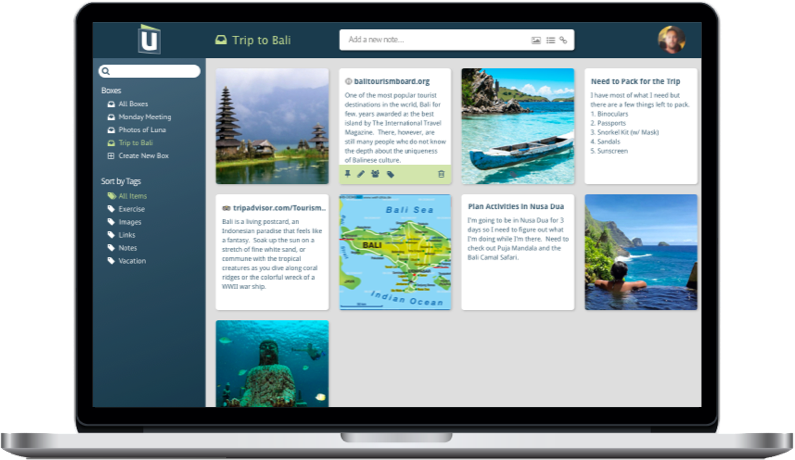 U
Trip to Bali
Add a new note...
Boxes
All Boxes
Monday Meeting
Photos of Luna
Trip to Bali
Create New Box
Sort by Tags
All Items
Exercise
Images
Links
Notes
Vacation
balitourismboard.org
One of the most popular tourist
destinations in the world, Bali for
few. years awarded as the best
island by The International Travel
Magazine. There, however, are
still many people who do not know
the depth about the uniqueness
of Balinese culture.
Need to Pack for the Trip
I have most of what I need but
there are a few things left to pack.
1. Binoculars
2. Passports
3. Snorkel Kit (w/ Mask)
4. Sandals
5. Sunscreen
tripadvisor.com/Tourism...
Bali is a living postcard, an
Indonesian paradise that feels like
a fantasy. Soak up the sun on a
stretch of fine white sand, or
commune with the tropical
creatures as you dive along coral
ridges or the colorful wreck of a
WWII war ship.
Bali Sea
BALI
Indian Ocean
Plan Activities in Nusa Dua
I'm going to be in Nusa Dua for 3
days so I need to figure out what
I'm doing while I'm there. Need to
check out Puja Mandala and the
Bali Camal Safari.